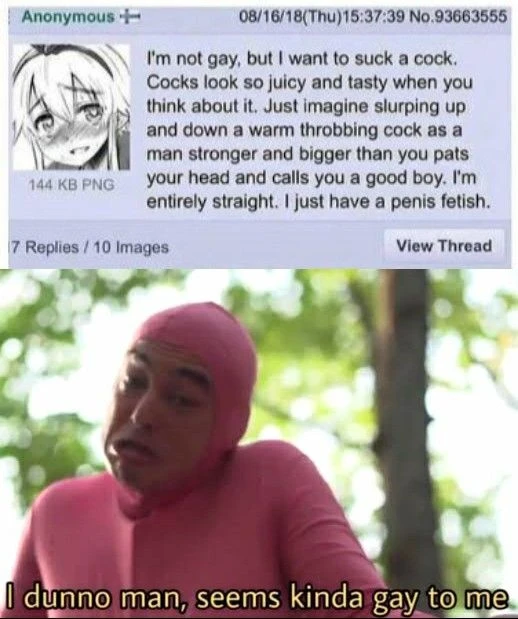 Anonymous 08/16/18(Thu)15:37:39 No.93663555
I'm not gay, but I want to suck a cock.
Cocks look so juicy and tasty when you
think about it. Just imagine slurping up
and down a warm throbbing cock as a
man stronger and bigger than you pats
your head and calls you a good boy. I'm
entirely straight. I just have a penis fetish.
144 KB PNG
7 Replies / 10 Images
View Thread
I dunno man, seems kinda gay to me